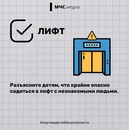 МЧС.медиа
ЛИФТ
Разъясните детям, что крайне опасно
садиться в лифт с незнакомыми людьми.